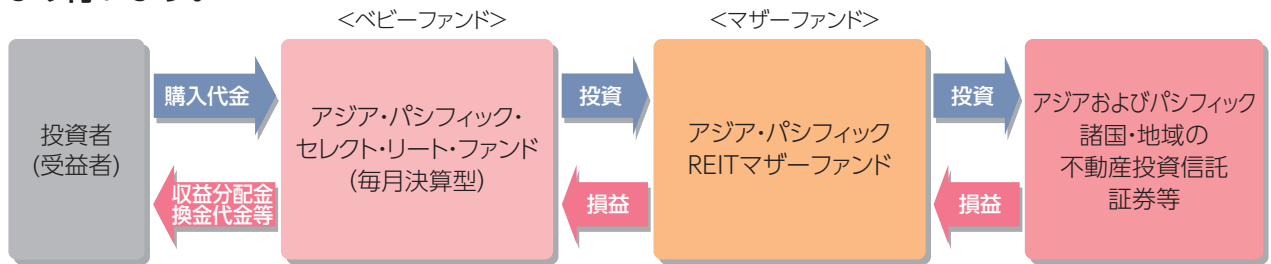 <ベビーファンド>
<マザーファンド>
投資者
(受益者)
購入代金
収益分配金
換金代金等
アジア・パシフィック・
セレクト・リート・ファンド
(毎月決算型)
投資
損益
アジア・パシフィック
REITマザーファンド
投資
損益
アジアおよびパシフィック
諸国・地域の
不動産投資信託
証券等